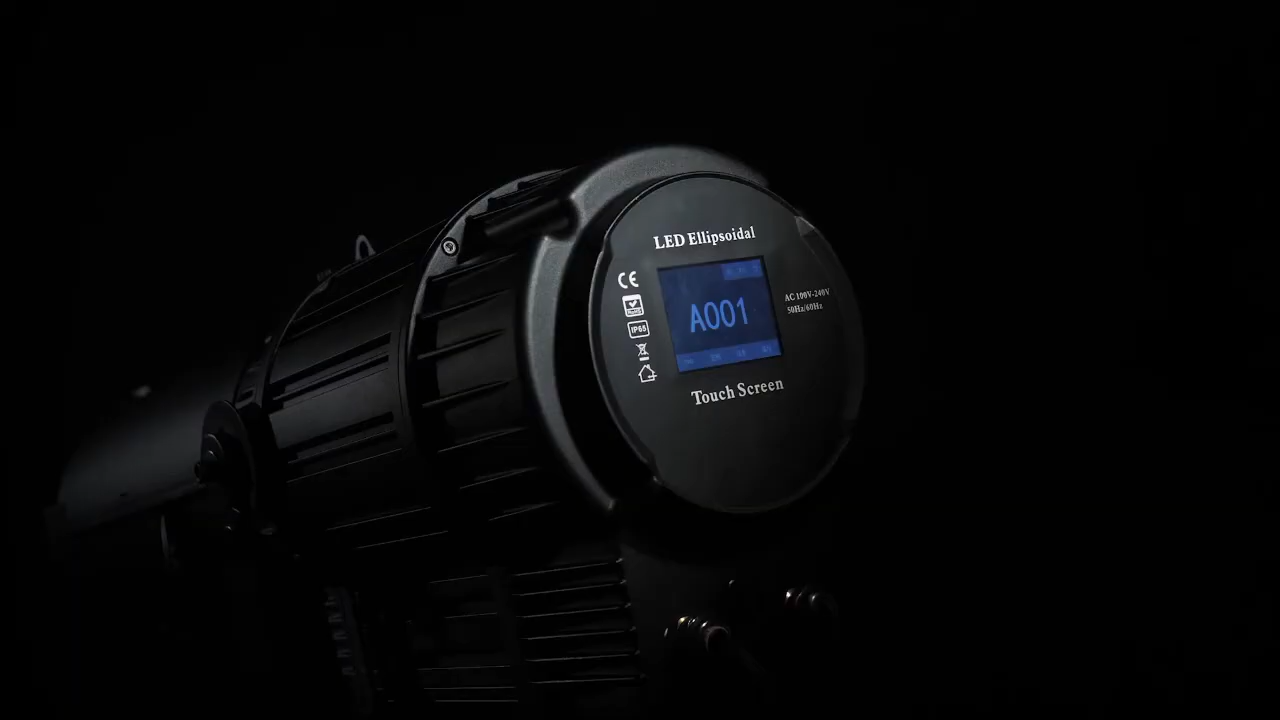 LED Ellipsoidal
CE
A001
AC 100V-240V
50Hz/60Hz
IP65
Touch Screen